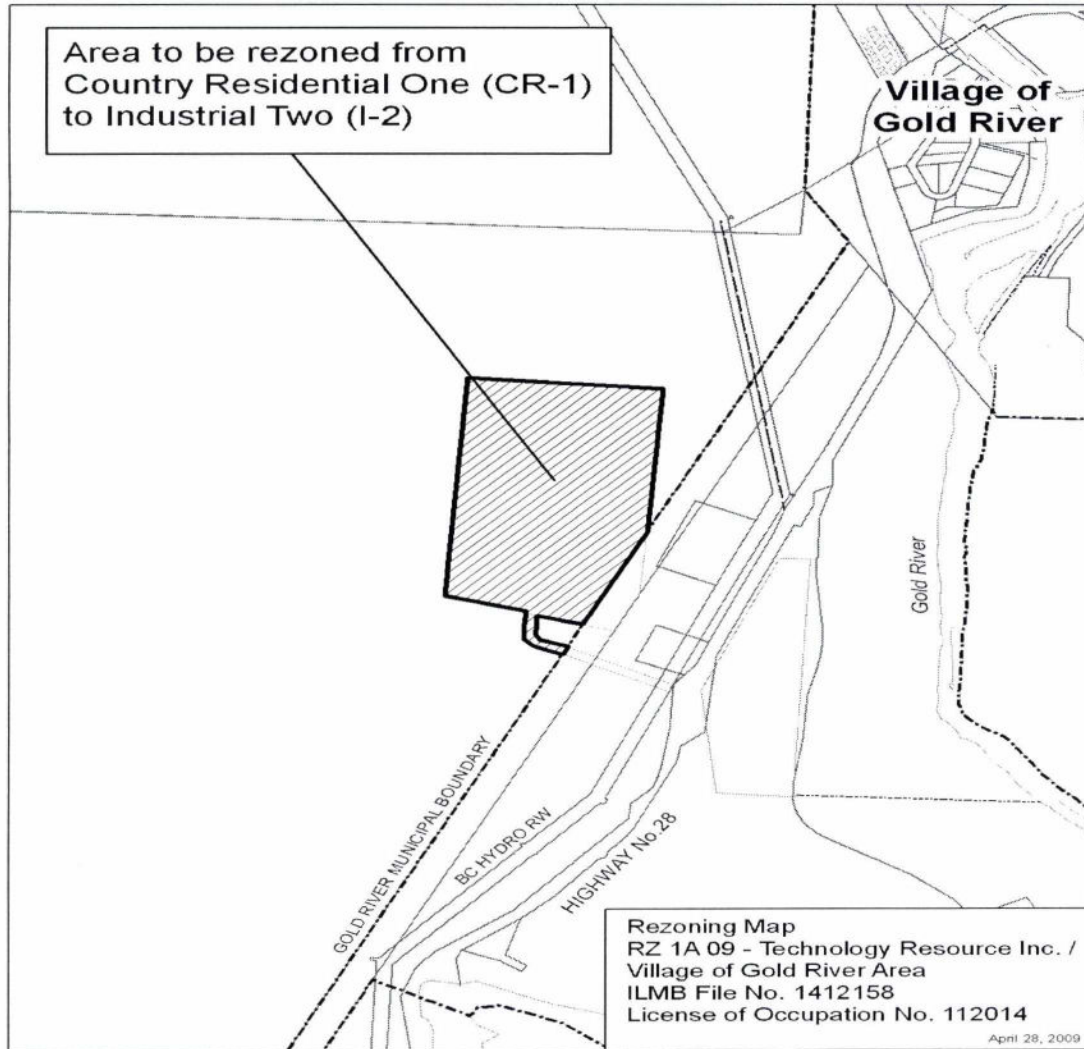 Area to be rezoned from
Country Residential One (CR-1)
to Industrial Two (I-2)
Village of
Gold River
Gold River
GOLD RIVER MUNICIPAL BOUNDARY
BC HYDRO RW
HIGHWAY No.28
Rezoning Map
RZ 1A 09 - Technology Resource Inc. /
Village of Gold River Area
ILMB File No. 1412158
License of Occupation No. 112014
April 28, 2009